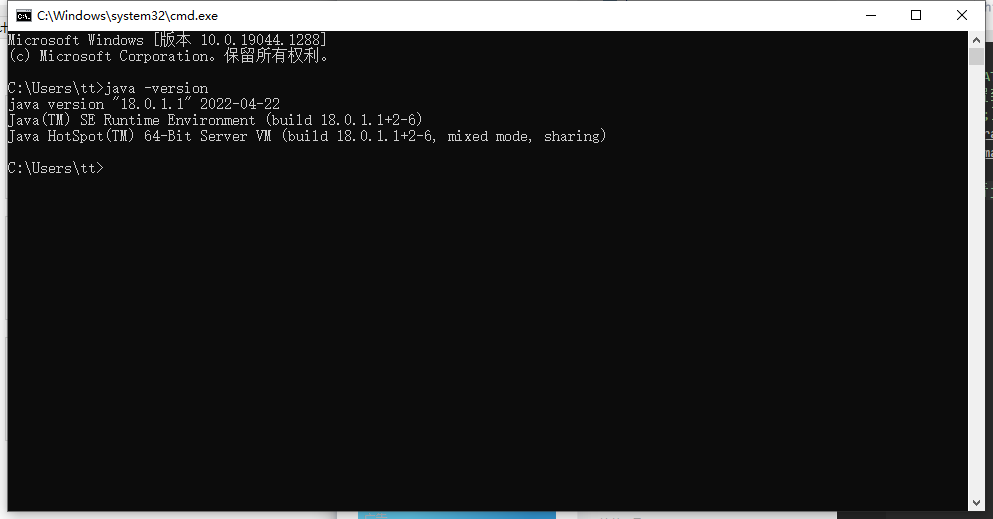 C:\Windows\system32\cmd.exe
Microsoft Windows [版本 10.0.19044.1288]
(c) Microsoft Corporation。保留所有权利。
C:\Users\tt>java -version
java version "18.0.1.1" 2022-04-22
Java(TM) SE Runtime Environment (build 18.0.1.1+2-6)
Java HotSpot(TM) 64-Bit Server VM (build 18.0.1.1+2-6, mixed mode, sharing)
C:\Users\tt>